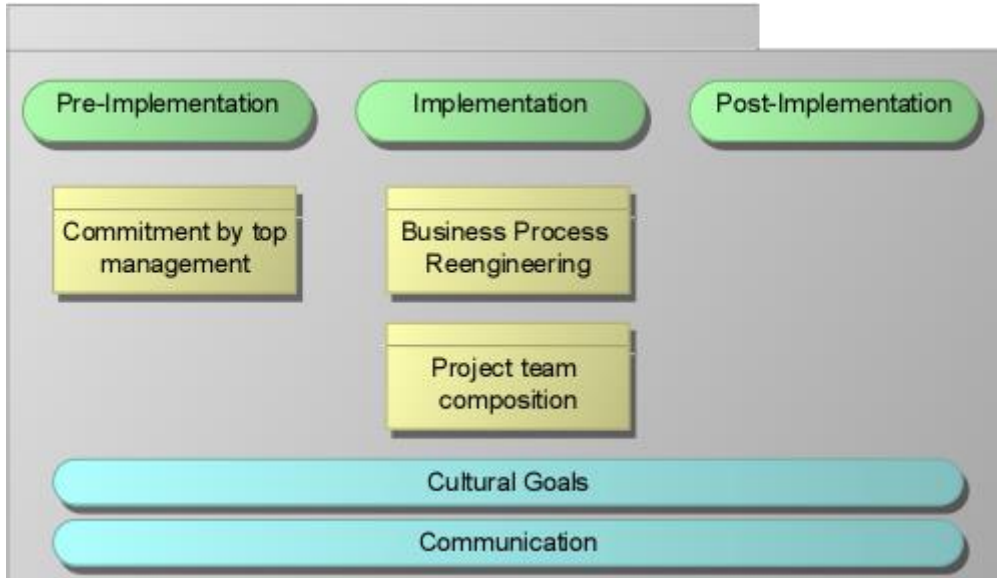 Pre-Implementation
Implementation
Post-Implementation
Commitment by top
management
Business Process
Reengineering
Project team
composition
Cultural Goals
Communication